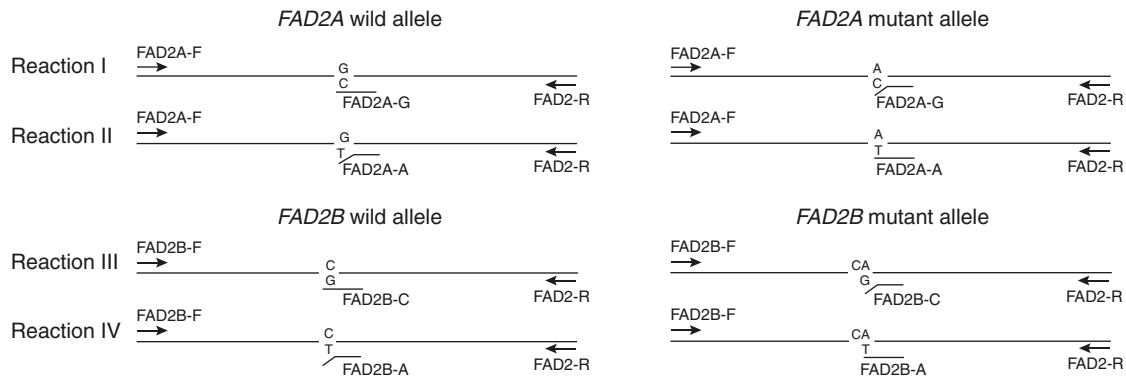 FAD2A wild allele FAD2A mutant allele
FAD2A-F FAD2A-F
Reaction I G A
C C
FAD2A-G FAD2-R FAD2A-G FAD2-R
FAD2A-F FAD2A-F
Reaction II G A
T T
FAD2A-A FAD2-R FAD2A-A FAD2-R
FAD2B wild allele FAD2B mutant allele
FAD2B-F FAD2B-F
Reaction III C CA
G G
FAD2B-C FAD2-R FAD2B-C FAD2-R
FAD2B-F FAD2B-F
Reaction IV C CA
T T
FAD2B-A FAD2-R FAD2B-A FAD2-R